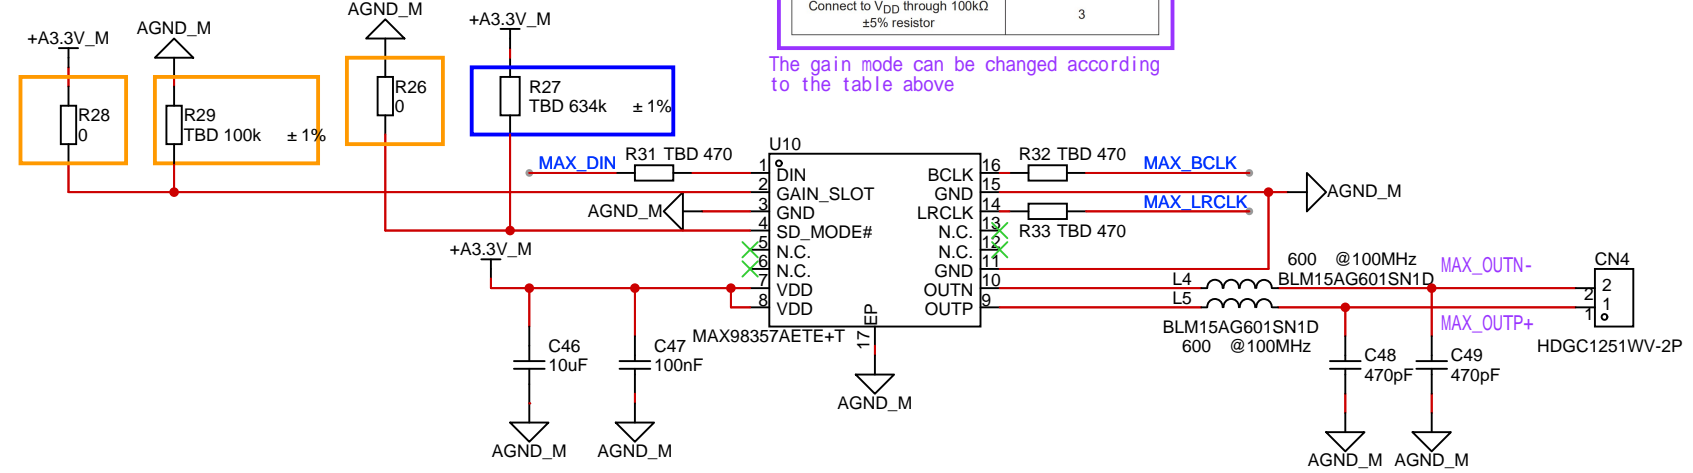 Connect to VDD through 100kΩ
±5% resistor
3
The gain mode can be changed according
to the table above
+A3.3V_M
AGND_M
AGND_M
+A3.3V_M
R28
0
R29
TBD 100k ±1%
R26
0
R27
TBD 634k ±1%
U10
MAX_DIN
R31 TBD 470
1
DIN
2
GAIN_SLOT
AGND_M
3
GND
4
SD_MODE#
5
N.C.
6
N.C.
7
VDD
8
VDD
16
BCLK
R32 TBD 470
MAX_BCLK
15
GND
AGND_M
14
LRCLK
MAX_LRCLK
R33 TBD 470
13
N.C.
12
N.C.
11
GND
10
OUTN
9
OUTP
17
EP
MAX98357AETE+T
AGND_M
+A3.3V_M
C46
10uF
C47
100nF
AGND_M
AGND_M
L4
600 @100MHz
BLM15AG601SN1D
L5
BLM15AG601SN1D
600 @100MHz
MAX_OUTN-
MAX_OUTP+
CN4
2
2
1
1
HDGC1251WV-2P
C48
470pF
C49
470pF
AGND_M
AGND_M